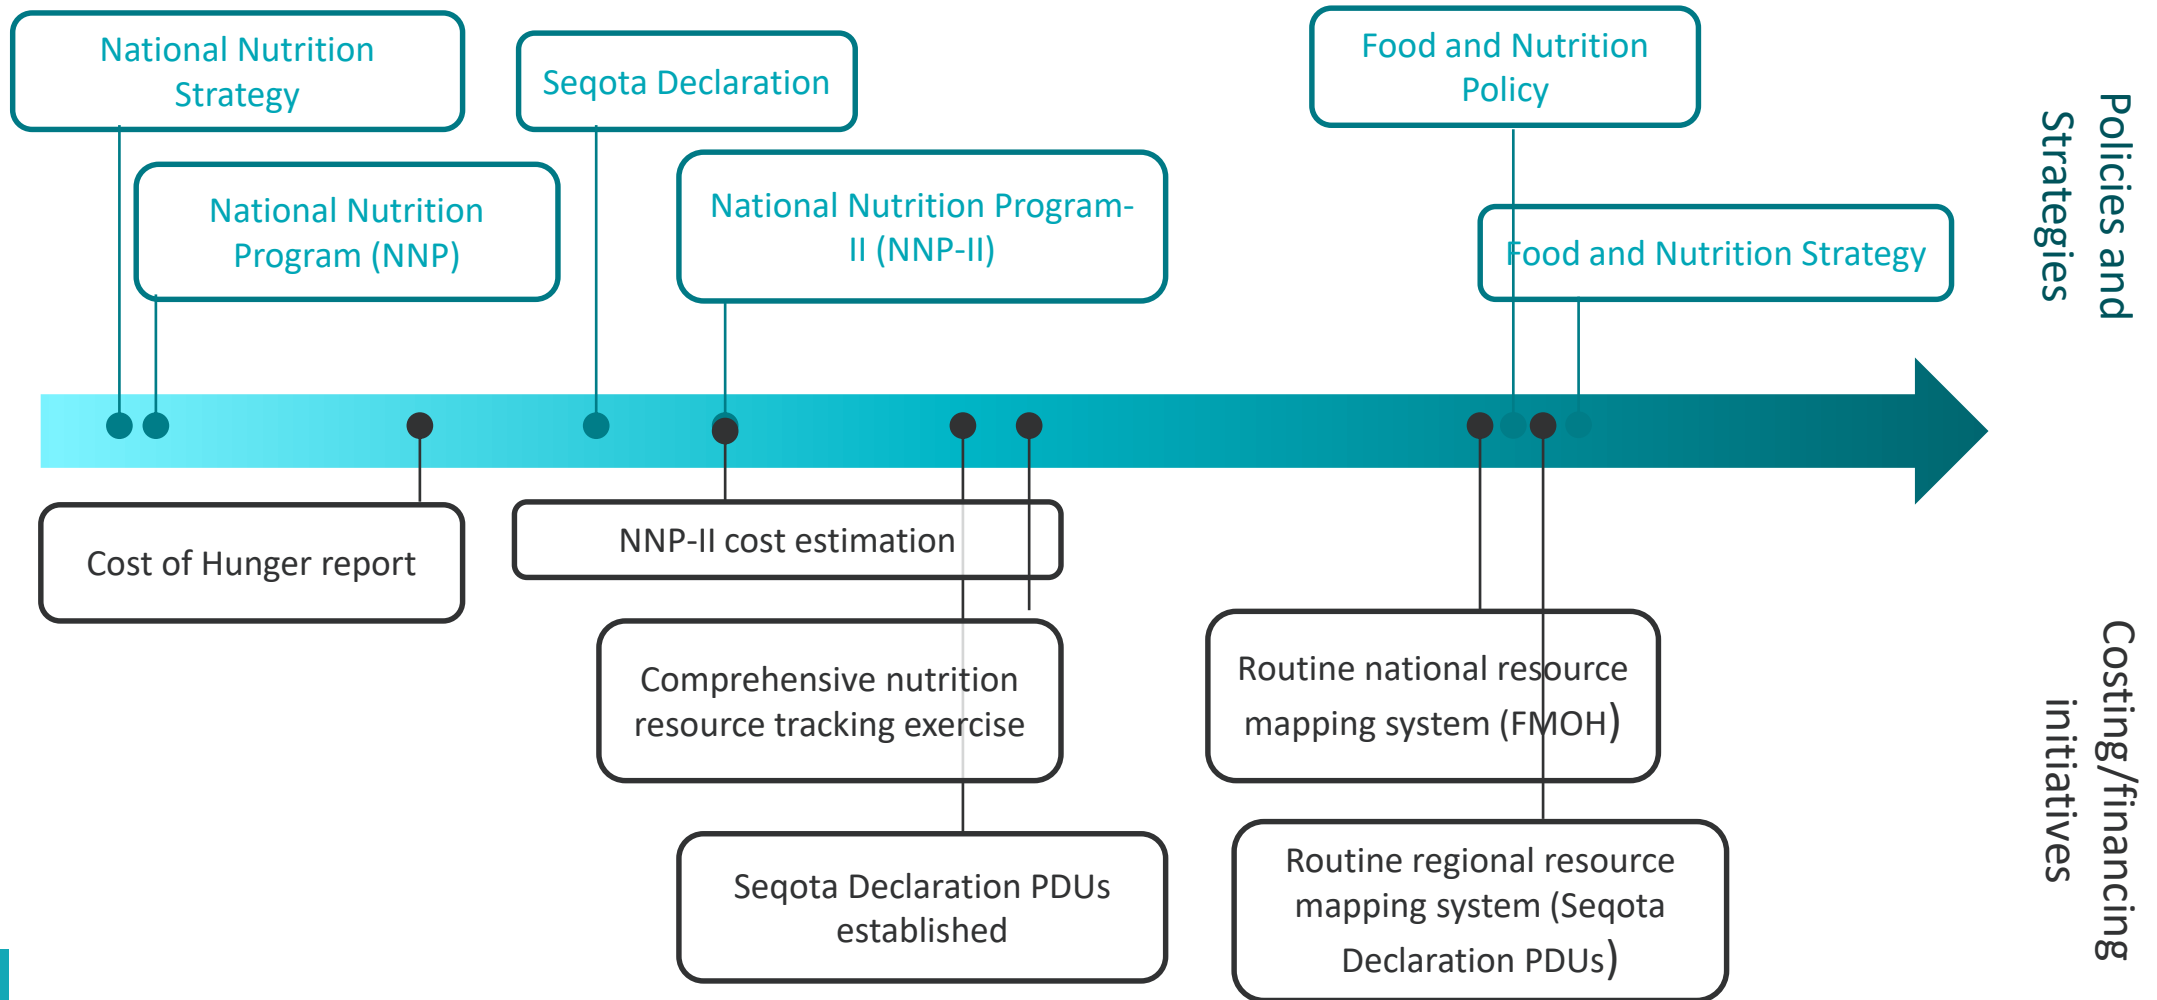 National Nutrition
Strategy
Seqota Declaration
Food and Nutrition
Policy
National Nutrition
Program (NNP)
National Nutrition Program-
II (NNP-II)
Food and Nutrition Strategy
Policies and
Strategies
Cost of Hunger report
NNP-II cost estimation
Comprehensive nutrition
resource tracking exercise
Routine national resource
mapping system (FMOH)
Seqota Declaration PDUs
established
Routine regional resource
mapping system (Seqota
Declaration PDUs)
Costing/financing
initiatives